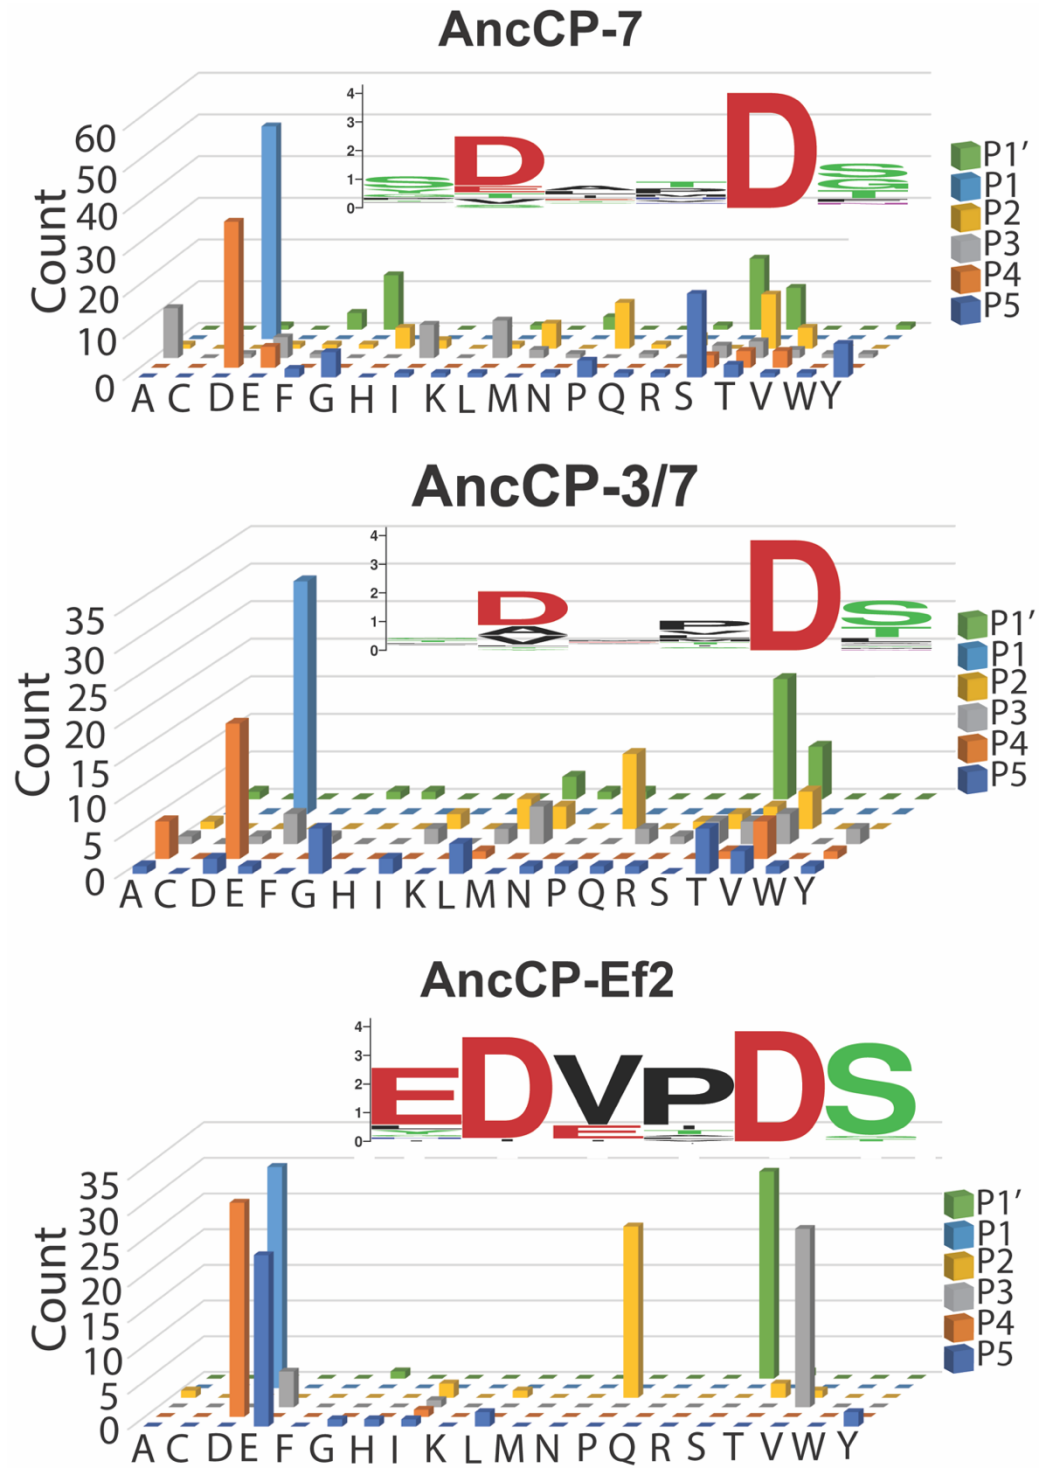 AncCP-7
4
3
2
1
0
D
D
S
G
60
50
40
30
20
10
0
Count
P1′
P1
P2
P3
P4
P5
A C D E F G H I K L M N P Q R S T V W Y
AncCP-3/7
4
3
2
1
0
D
A
P
D
S
T
35
30
25
20
15
10
5
0
Count
P1′
P1
P2
P3
P4
P5
A C D E F G H I K L M N P Q R S T V W Y
AncCP-Ef2
4
3
2
1
0
E D V P D S
E
35
30
25
20
15
10
5
0
Count
P1′
P1
P2
P3
P4
P5
A C D E F G H I K L M N P Q R S T V W Y